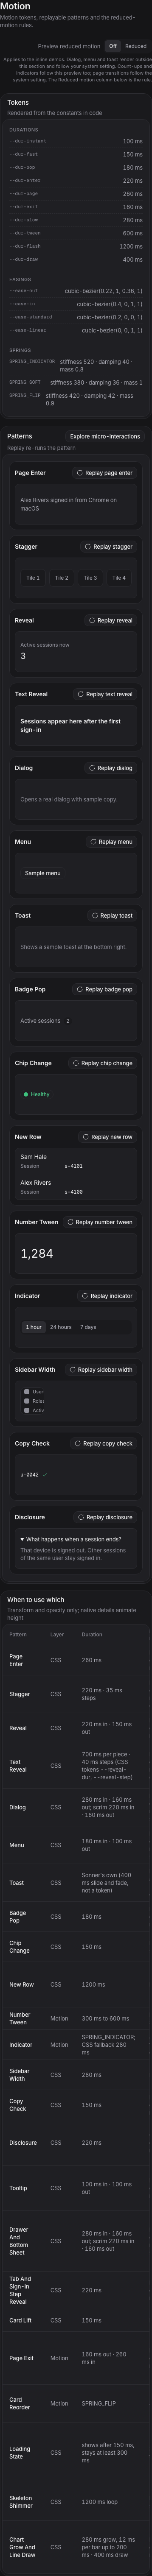 Motion
Motion tokens, replayable patterns and the reduced-
motion rules.
Preview reduced motion Off Reduced
Applies to the inline demos. Dialog, menu and toast render outside
this section and follow your system setting. Count-ups and
indicators follow this preview too; page transitions follow the
system setting. The Reduced motion column below is the rule.
Tokens
Rendered from the constants in code
DURATIONS
--dur-instant 100 ms
--dur-fast 150 ms
--dur-pop 180 ms
--dur-enter 220 ms
--dur-page 260 ms
--dur-exit 160 ms
--dur-slow 280 ms
--dur-tween 600 ms
--dur-flash 1200 ms
--dur-draw 400 ms
EASINGS
--ease-out cubic-bezier(0.22, 1, 0.36, 1)
--ease-in cubic-bezier(0.4, 0, 1, 1)
--ease-standard cubic-bezier(0.2, 0, 0, 1)
--ease-linear cubic-bezier(0, 0, 1, 1)
SPRINGS
SPRING_INDICATOR stiffness 520 · damping 40 ·
mass 0.8
SPRING_SOFT stiffness 380 · damping 36 · mass 1
SPRING_FLIP stiffness 420 · damping 42 · mass
0.9
Patterns Explore micro-interactions
Replay re-runs the pattern
Page Enter Replay page enter
Alex Rivers signed in from Chrome on
macOS
Stagger Replay stagger
Tile 1 Tile 2 Tile 3 Tile 4
Reveal Replay reveal
Active sessions now
3
Text Reveal Replay text reveal
Sessions appear here after the first
sign-in
Dialog Replay dialog
Opens a real dialog with sample copy.
Menu Replay menu
Sample menu
Toast Replay toast
Shows a sample toast at the bottom right.
Badge Pop Replay badge pop
Active sessions 2
Chip Change Replay chip change
Healthy
New Row Replay new row
Sam Hale
Session s-4101
Alex Rivers
Session s-4100
Number Tween Replay number tween
1,284
Indicator Replay indicator
1 hour 24 hours 7 days
Sidebar Width Replay sidebar width
User
Roles
Activ
Copy Check Replay copy check
u-0042
Disclosure Replay disclosure
What happens when a session ends?
That device is signed out. Other sessions
of the same user stay signed in.
When to use which
Transform and opacity only; native details animate
height
Pattern Layer Duration
Page
Enter CSS 260 ms
Stagger CSS 220 ms · 35 ms
steps
Reveal CSS 220 ms in · 150 ms
out
Text
Reveal CSS 700 ms per piece ·
40 ms steps (CSS
tokens --reveal-
dur, --reveal-step)
Dialog CSS 280 ms in · 160 ms
out; scrim 220 ms in
· 160 ms out
Menu CSS 180 ms in · 100 ms
out
Toast CSS Sonner's own (400
ms slide and fade,
not a token)
Badge
Pop CSS 180 ms
Chip
Change CSS 150 ms
New Row CSS 1200 ms
Number
Tween Motion 300 ms to 600 ms
Indicator Motion SPRING_INDICATOR;
CSS fallback 280
ms
Sidebar
Width CSS 280 ms
Copy
Check CSS 150 ms
Disclosure CSS 220 ms
Tooltip CSS 100 ms in · 100 ms
out
Drawer
And
Bottom
Sheet CSS 280 ms in · 160 ms
out; scrim 220 ms in
· 160 ms out
Tab And
Sign-In
Step
Reveal CSS 220 ms
Card Lift CSS 150 ms
Page Exit Motion 160 ms out · 260
ms in
Card
Reorder Motion SPRING_FLIP
Loading
State CSS shows after 150 ms,
stays at least 300
ms
Skeleton
Shimmer CSS 1200 ms loop
Chart
Grow And
Line Draw CSS 280 ms grow, 12 ms
per bar up to 200
ms · 400 ms draw